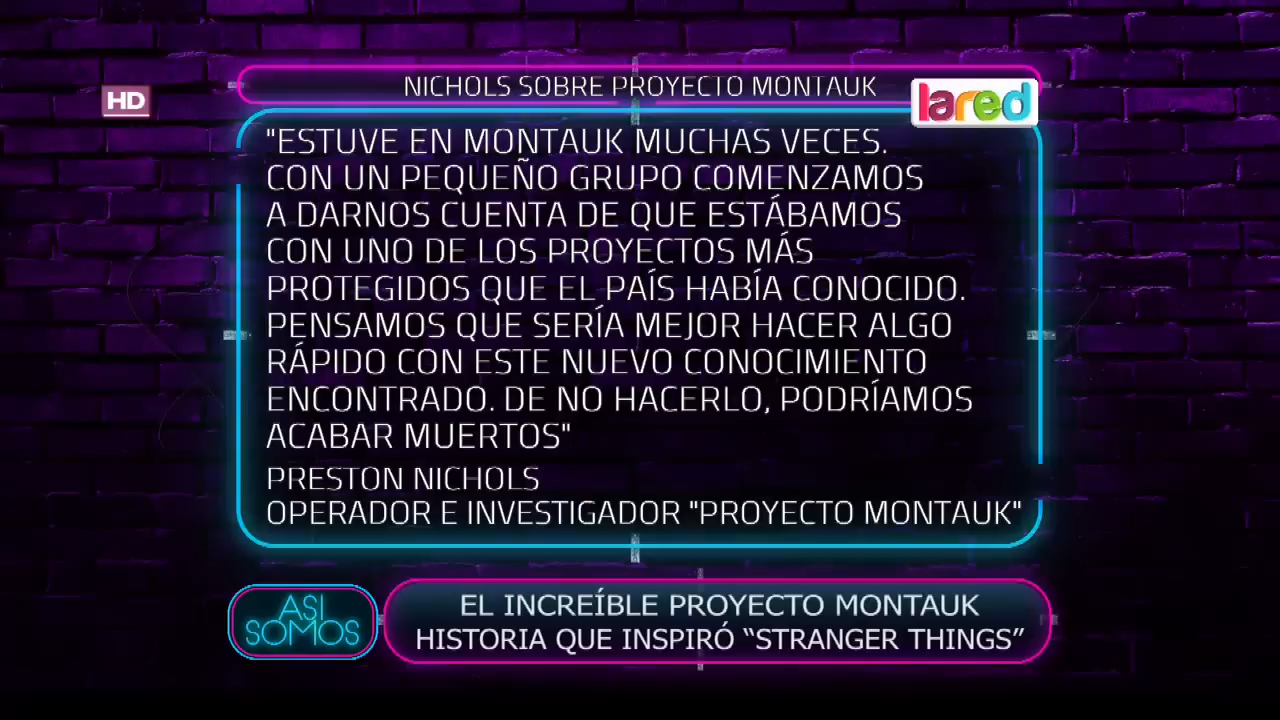 NICHOLS SOBRE PROYECTO MONTAUK
HD
lared
"ESTUVE EN MONTAUK MUCHAS VECES.
CON UN PEQUEÑO GRUPO COMENZAMOS
A DARNOS CUENTA DE QUE ESTÁBAMOS
CON UNO DE LOS PROYECTOS MÁS
PROTEGIDOS QUE EL PAÍS HABÍA CONOCIDO.
PENSAMOS QUE SERÍA MEJOR HACER ALGO
RÁPIDO CON ESTE NUEVO CONOCIMIENTO
ENCONTRADO. DE NO HACERLO, PODRÍAMOS
ACABAR MUERTOS"
PRESTON NICHOLS
OPERADOR E INVESTIGADOR "PROYECTO MONTAUK"
ASI
SOMOS
EL INCREÍBLE PROYECTO MONTAUK
HISTORIA QUE INSPIRÓ “STRANGER THINGS”